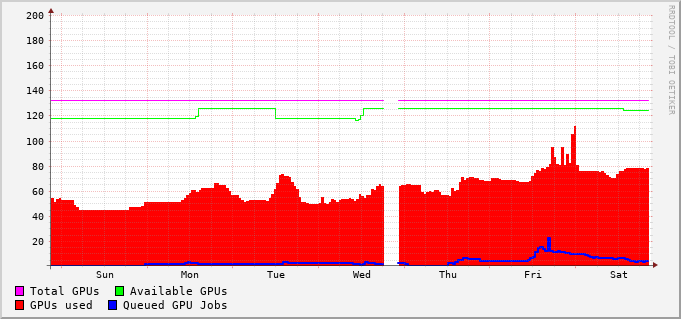 200
180
160
140
120
100
80
60
40
20
Sun Mon Tue Wed Thu Fri Sat
Total GPUs Available GPUs
GPUs used Queued GPU Jobs
RRDTOOL / TOBI OETIKER